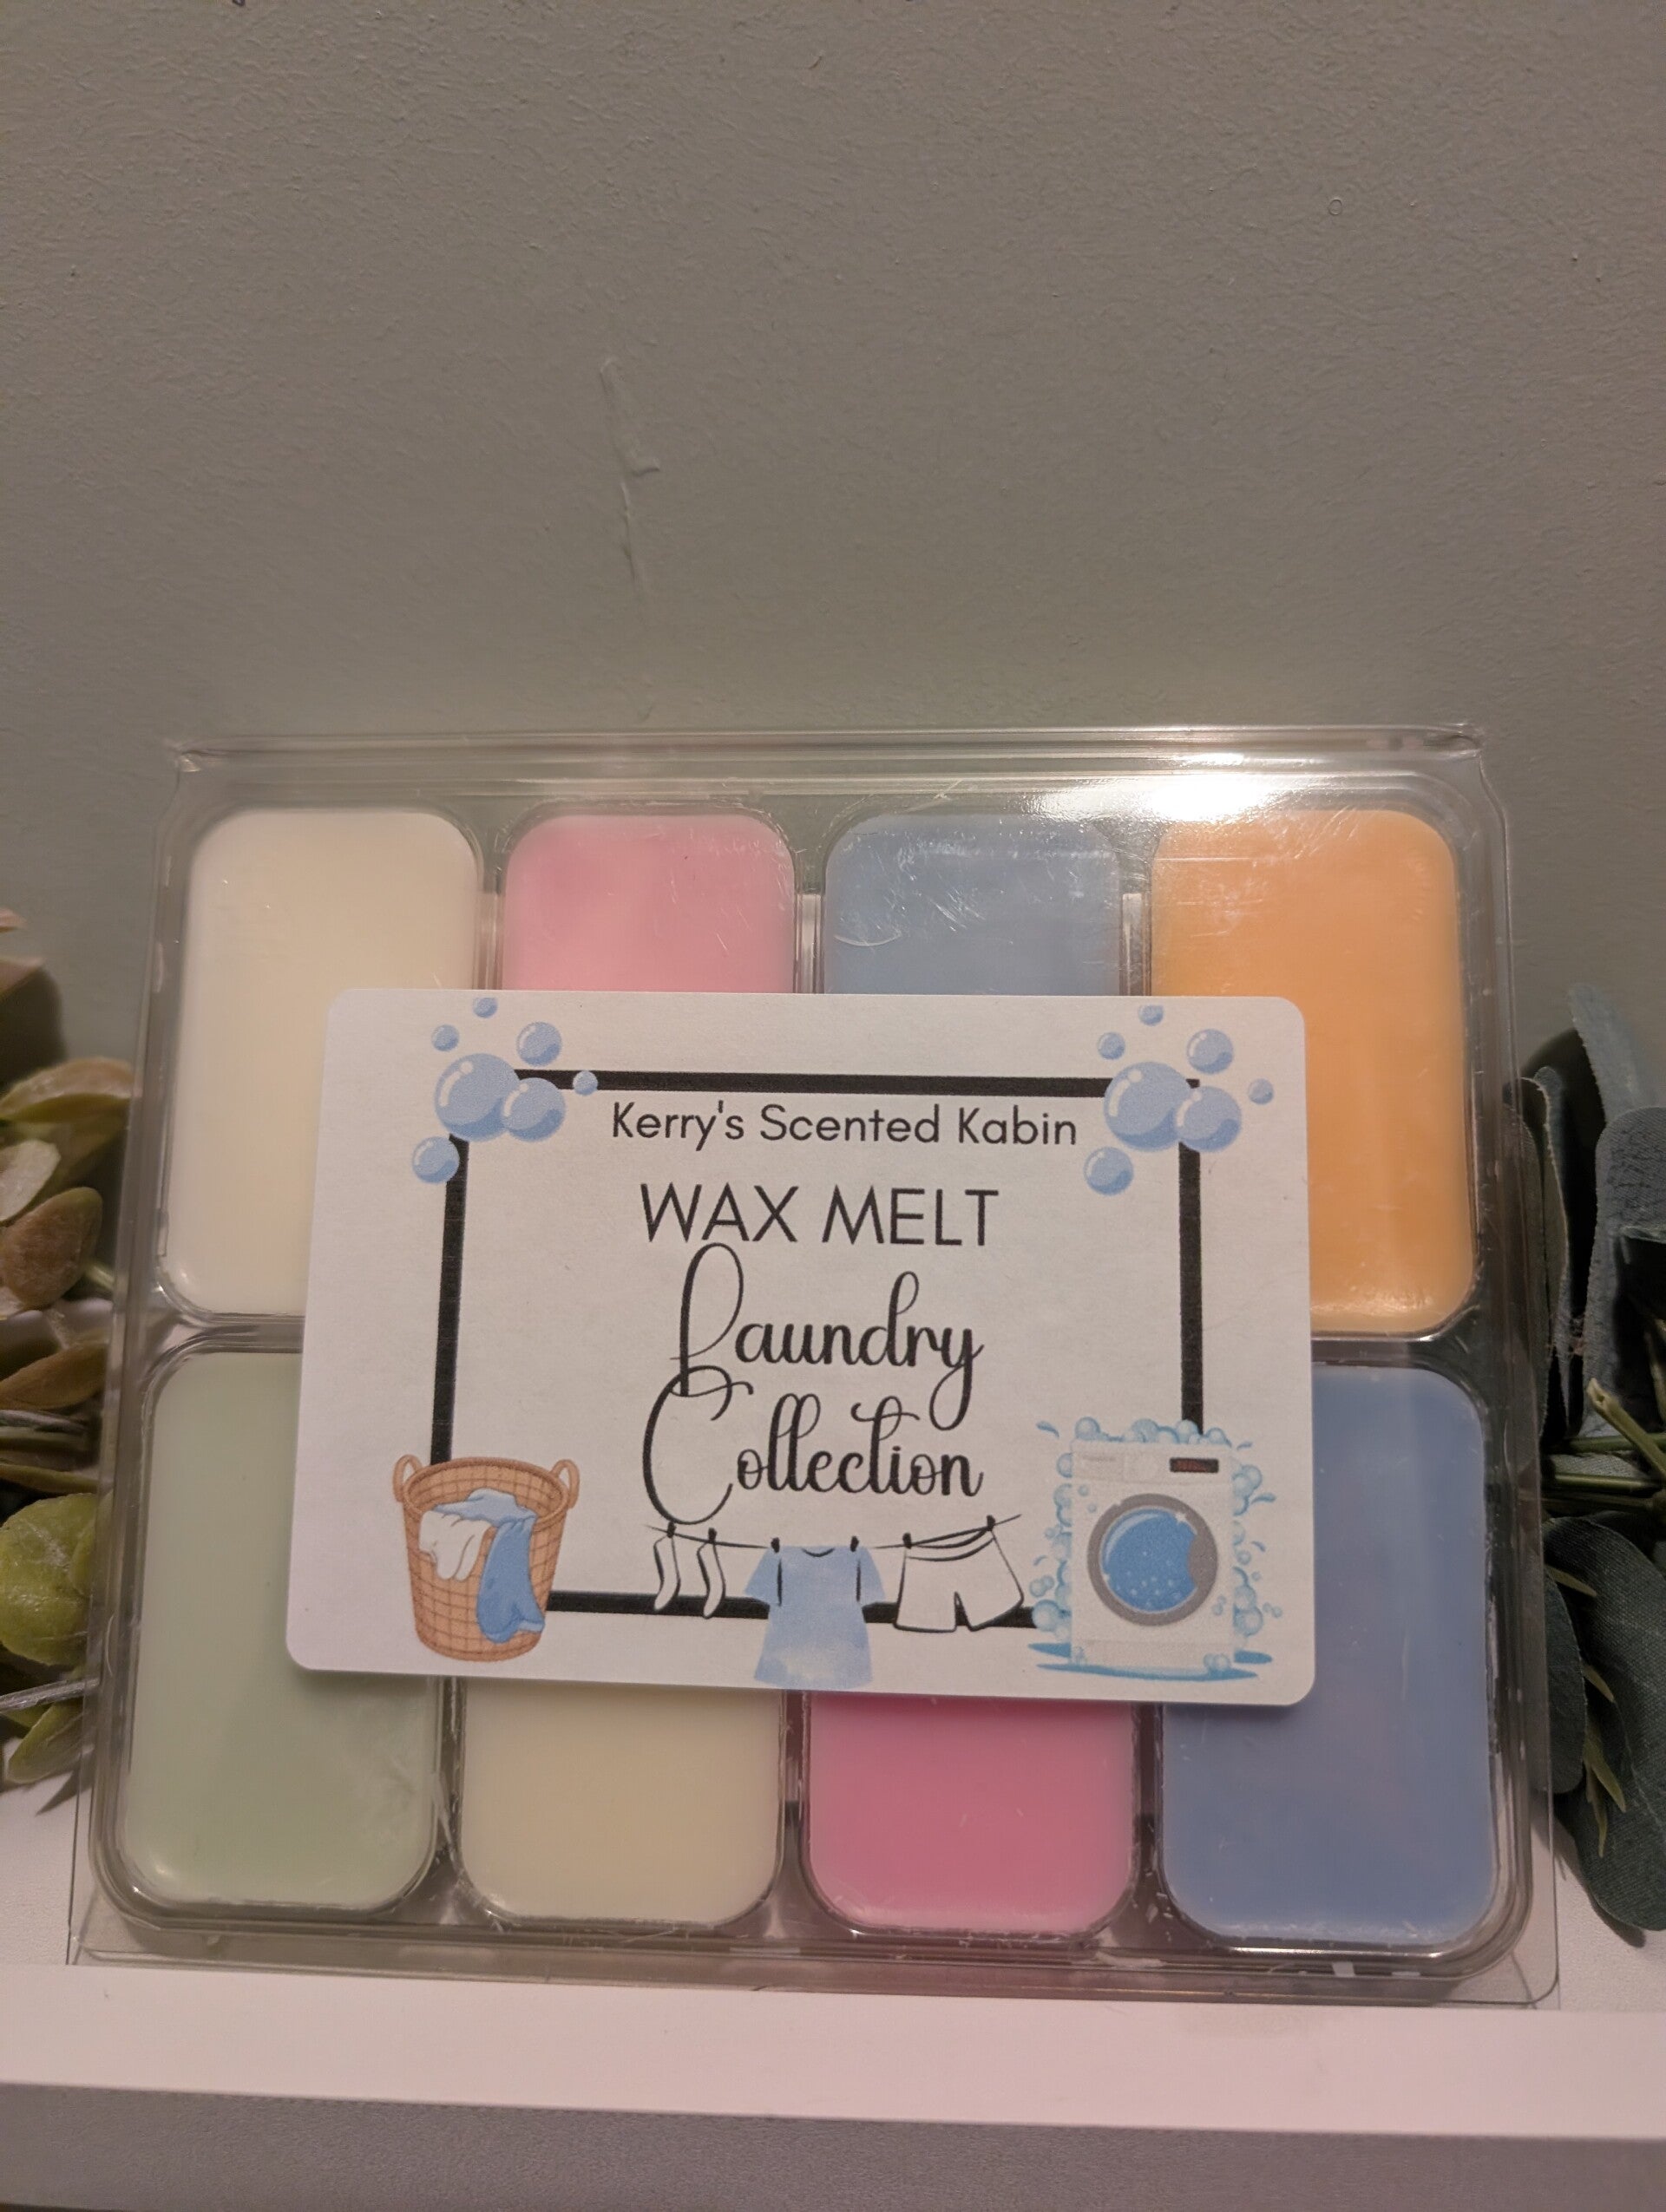 Kerry's Scented Kabin
WAX MELT
Laundry
Collection